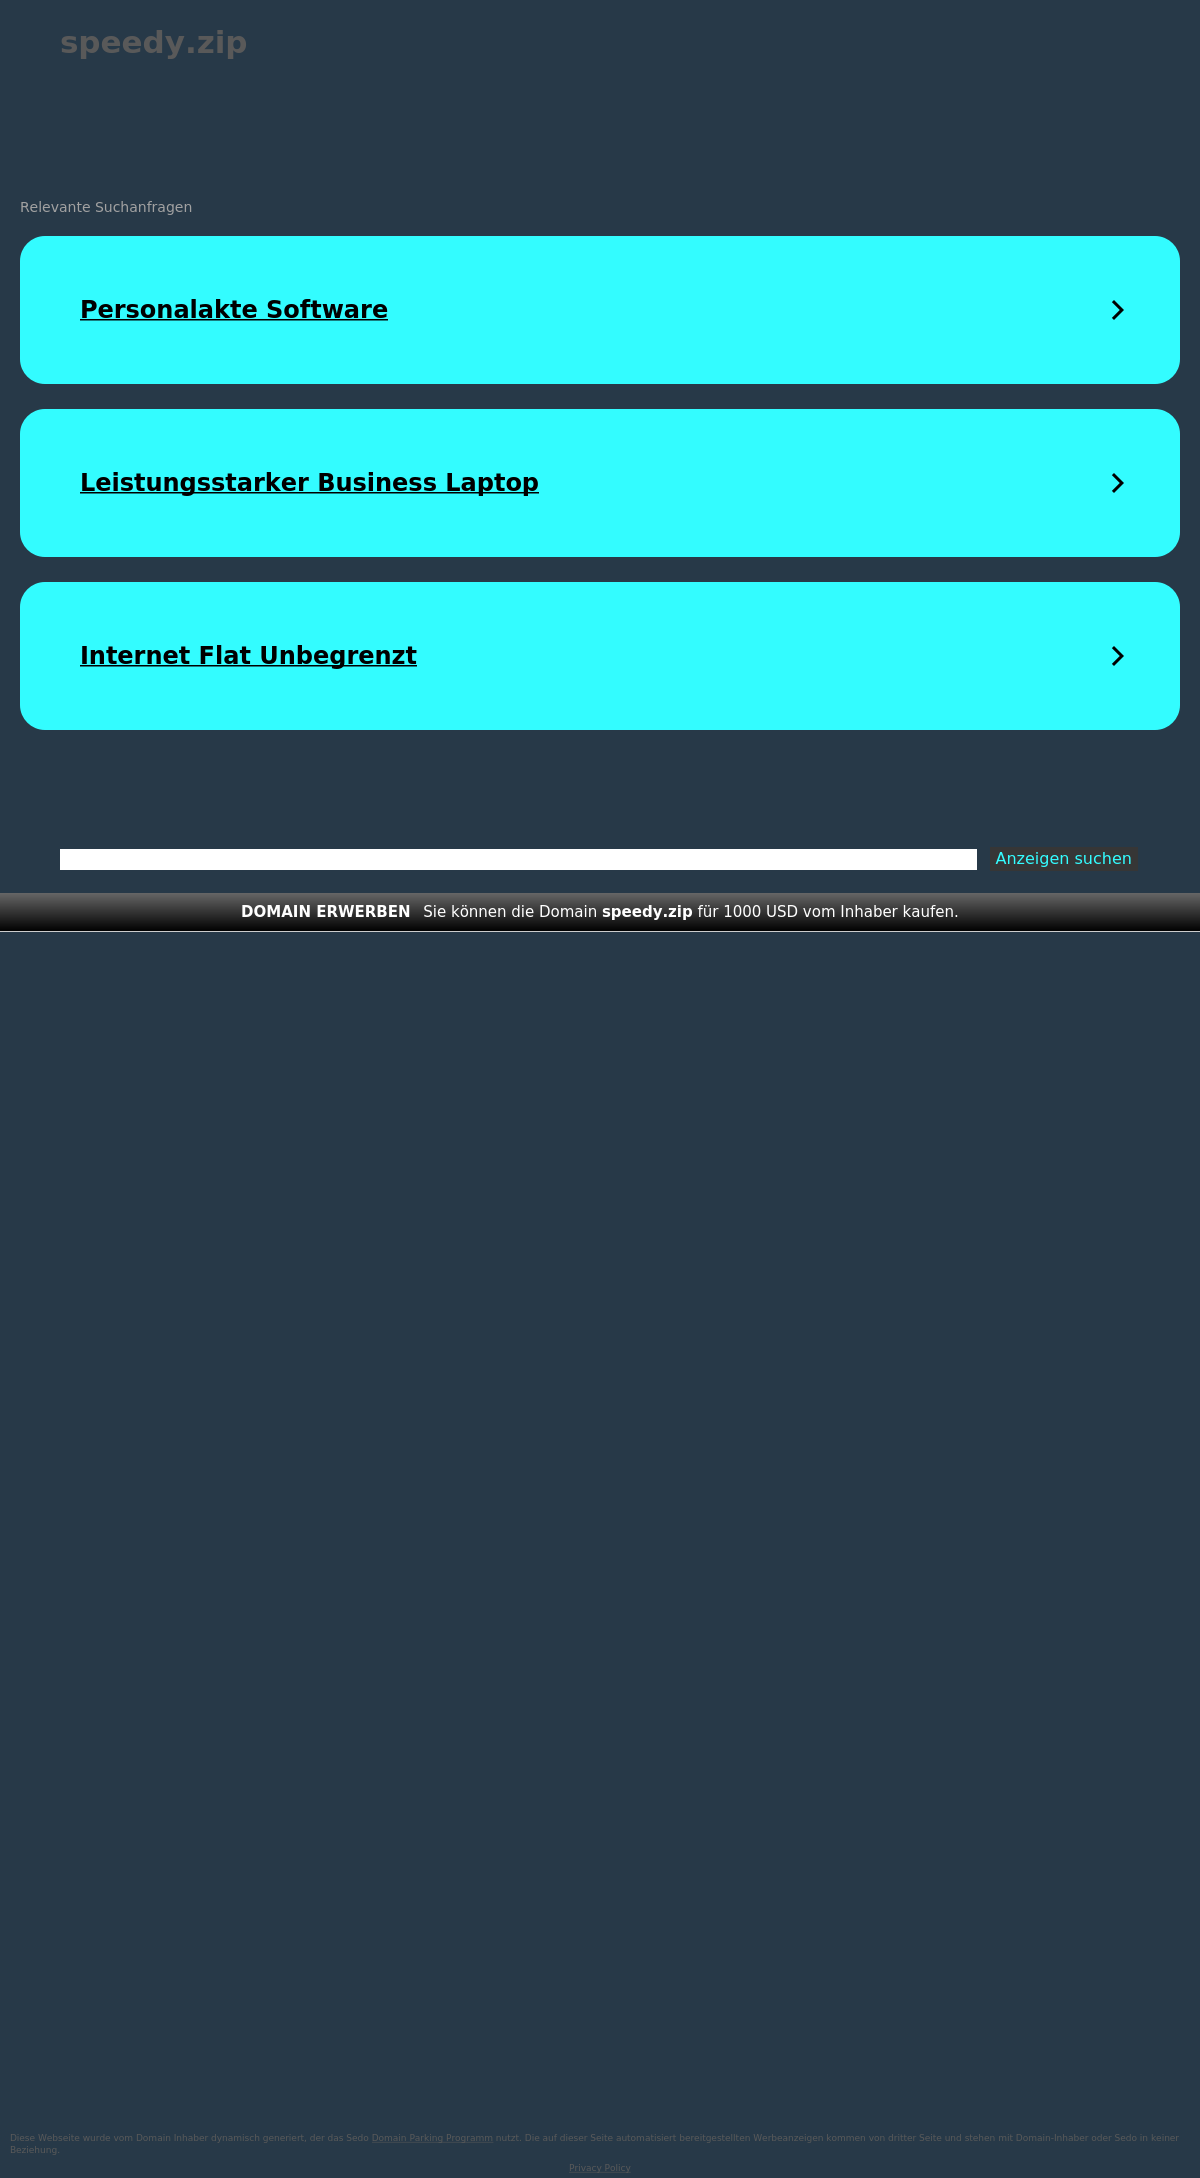 speedy.zip
Relevante Suchanfragen
Personalakte Software
Leistungsstarker Business Laptop
Internet Flat Unbegrenzt
Anzeigen suchen
DOMAIN ERWERBEN Sie können die Domain speedy.zip für 1000 USD vom Inhaber kaufen.
Diese Webseite wurde vom Domain Inhaber dynamisch generiert, der das Sedo Domain Parking Programm nutzt. Die auf dieser Seite automatisiert bereitgestellten Werbeanzeigen kommen von dritter Seite und stehen mit Domain-Inhaber oder Sedo in keiner
Beziehung.
Privacy Policy